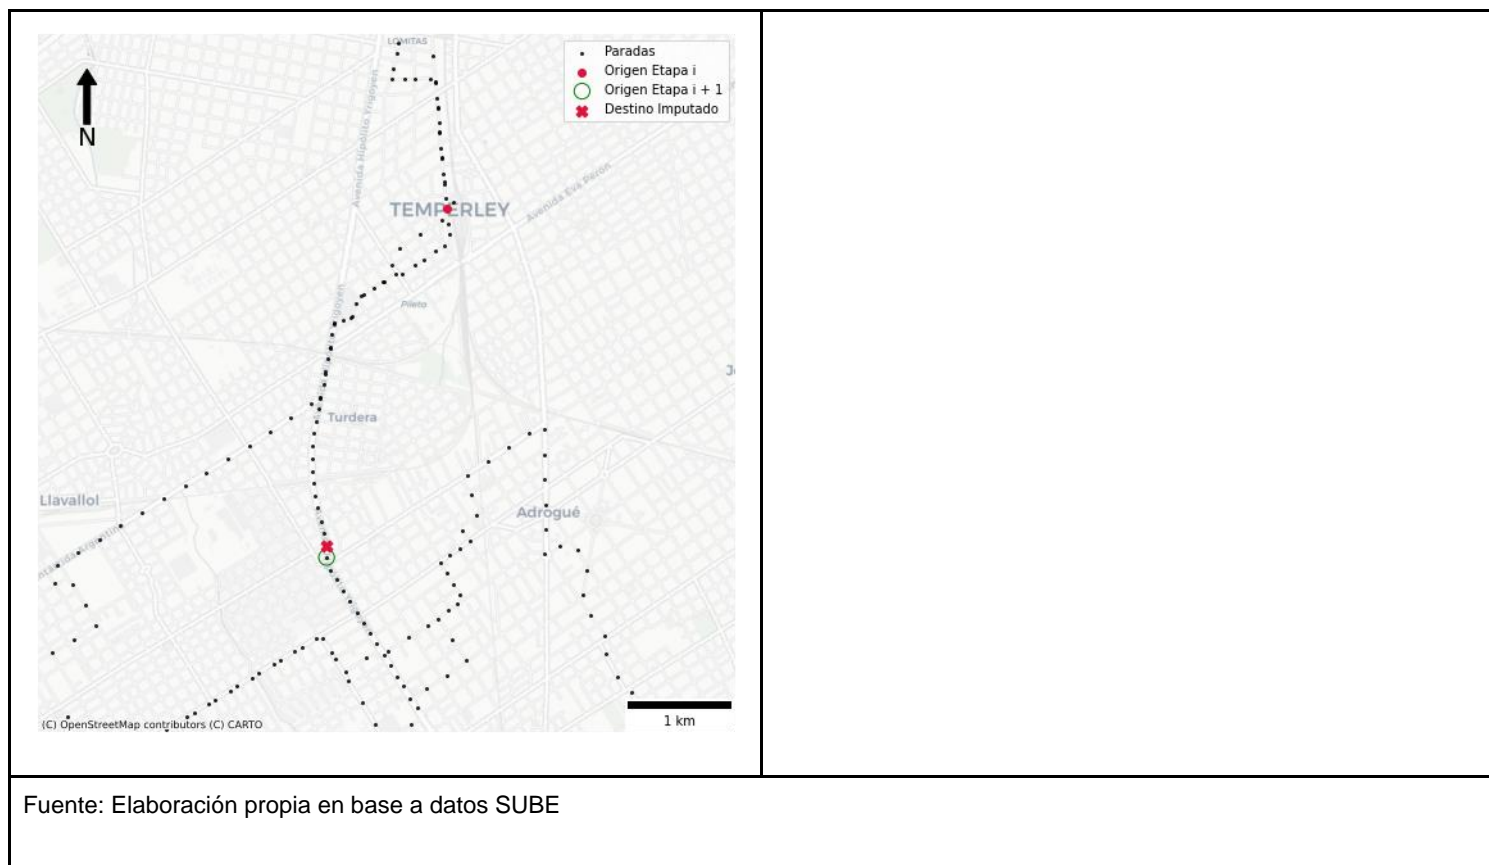 LOMITAS
Paradas
Origen Etapa i
Origen Etapa i + 1
Destino Imputado
N
Avenida Hipólito Yrigoyen
TEMPERLEY
Avenida Eva Perón
Pileta
Turdera
Llavallol
Adrogué
1 km
(C) OpenStreetMap contributors (C) CARTO
Fuente: Elaboración propia en base a datos SUBE